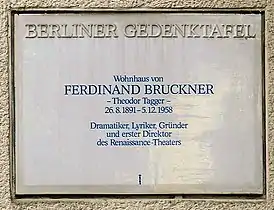 BERLINER GEDENKTAFEL
Wohnhaus von
FERDINAND BRUCKNER
– Theodor Tagger –
26. 8. 1891 – 5. 12. 1958
Dramatiker, Lyriker, Gründer
und erster Direktor
des Renaissance-Theaters